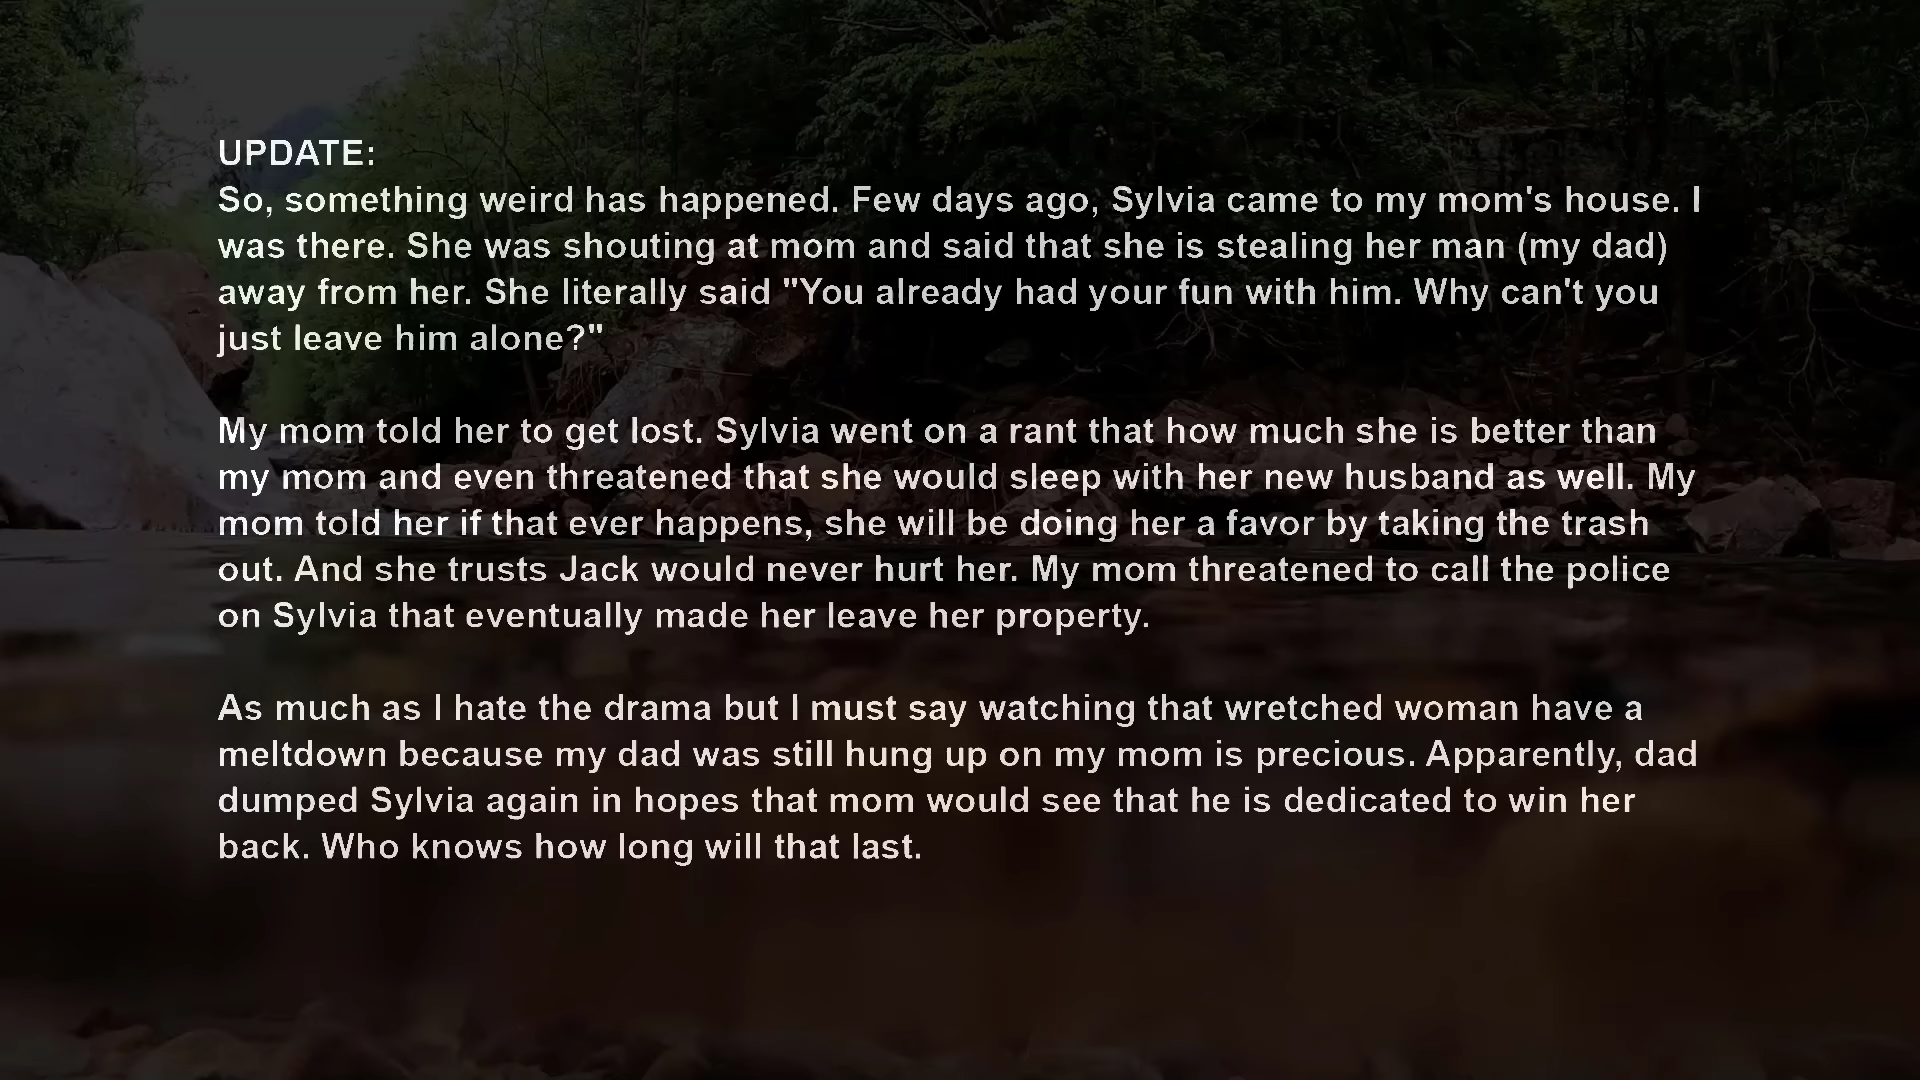 UPDATE:
So, something weird has happened. Few days ago, Sylvia came to my mom's house. I
was there. She was shouting at mom and said that she is stealing her man (my dad)
away from her. She literally said "You already had your fun with him. Why can't you
just leave him alone?"
My mom told her to get lost. Sylvia went on a rant that how much she is better than
my mom and even threatened that she would sleep with her new husband as well. My
mom told her if that ever happens, she will be doing her a favor by taking the trash
out. And she trusts Jack would never hurt her. My mom threatened to call the police
on Sylvia that eventually made her leave her property.
As much as I hate the drama but I must say watching that wretched woman have a
meltdown because my dad was still hung up on my mom is precious. Apparently, dad
dumped Sylvia again in hopes that mom would see that he is dedicated to win her
back. Who knows how long will that last.